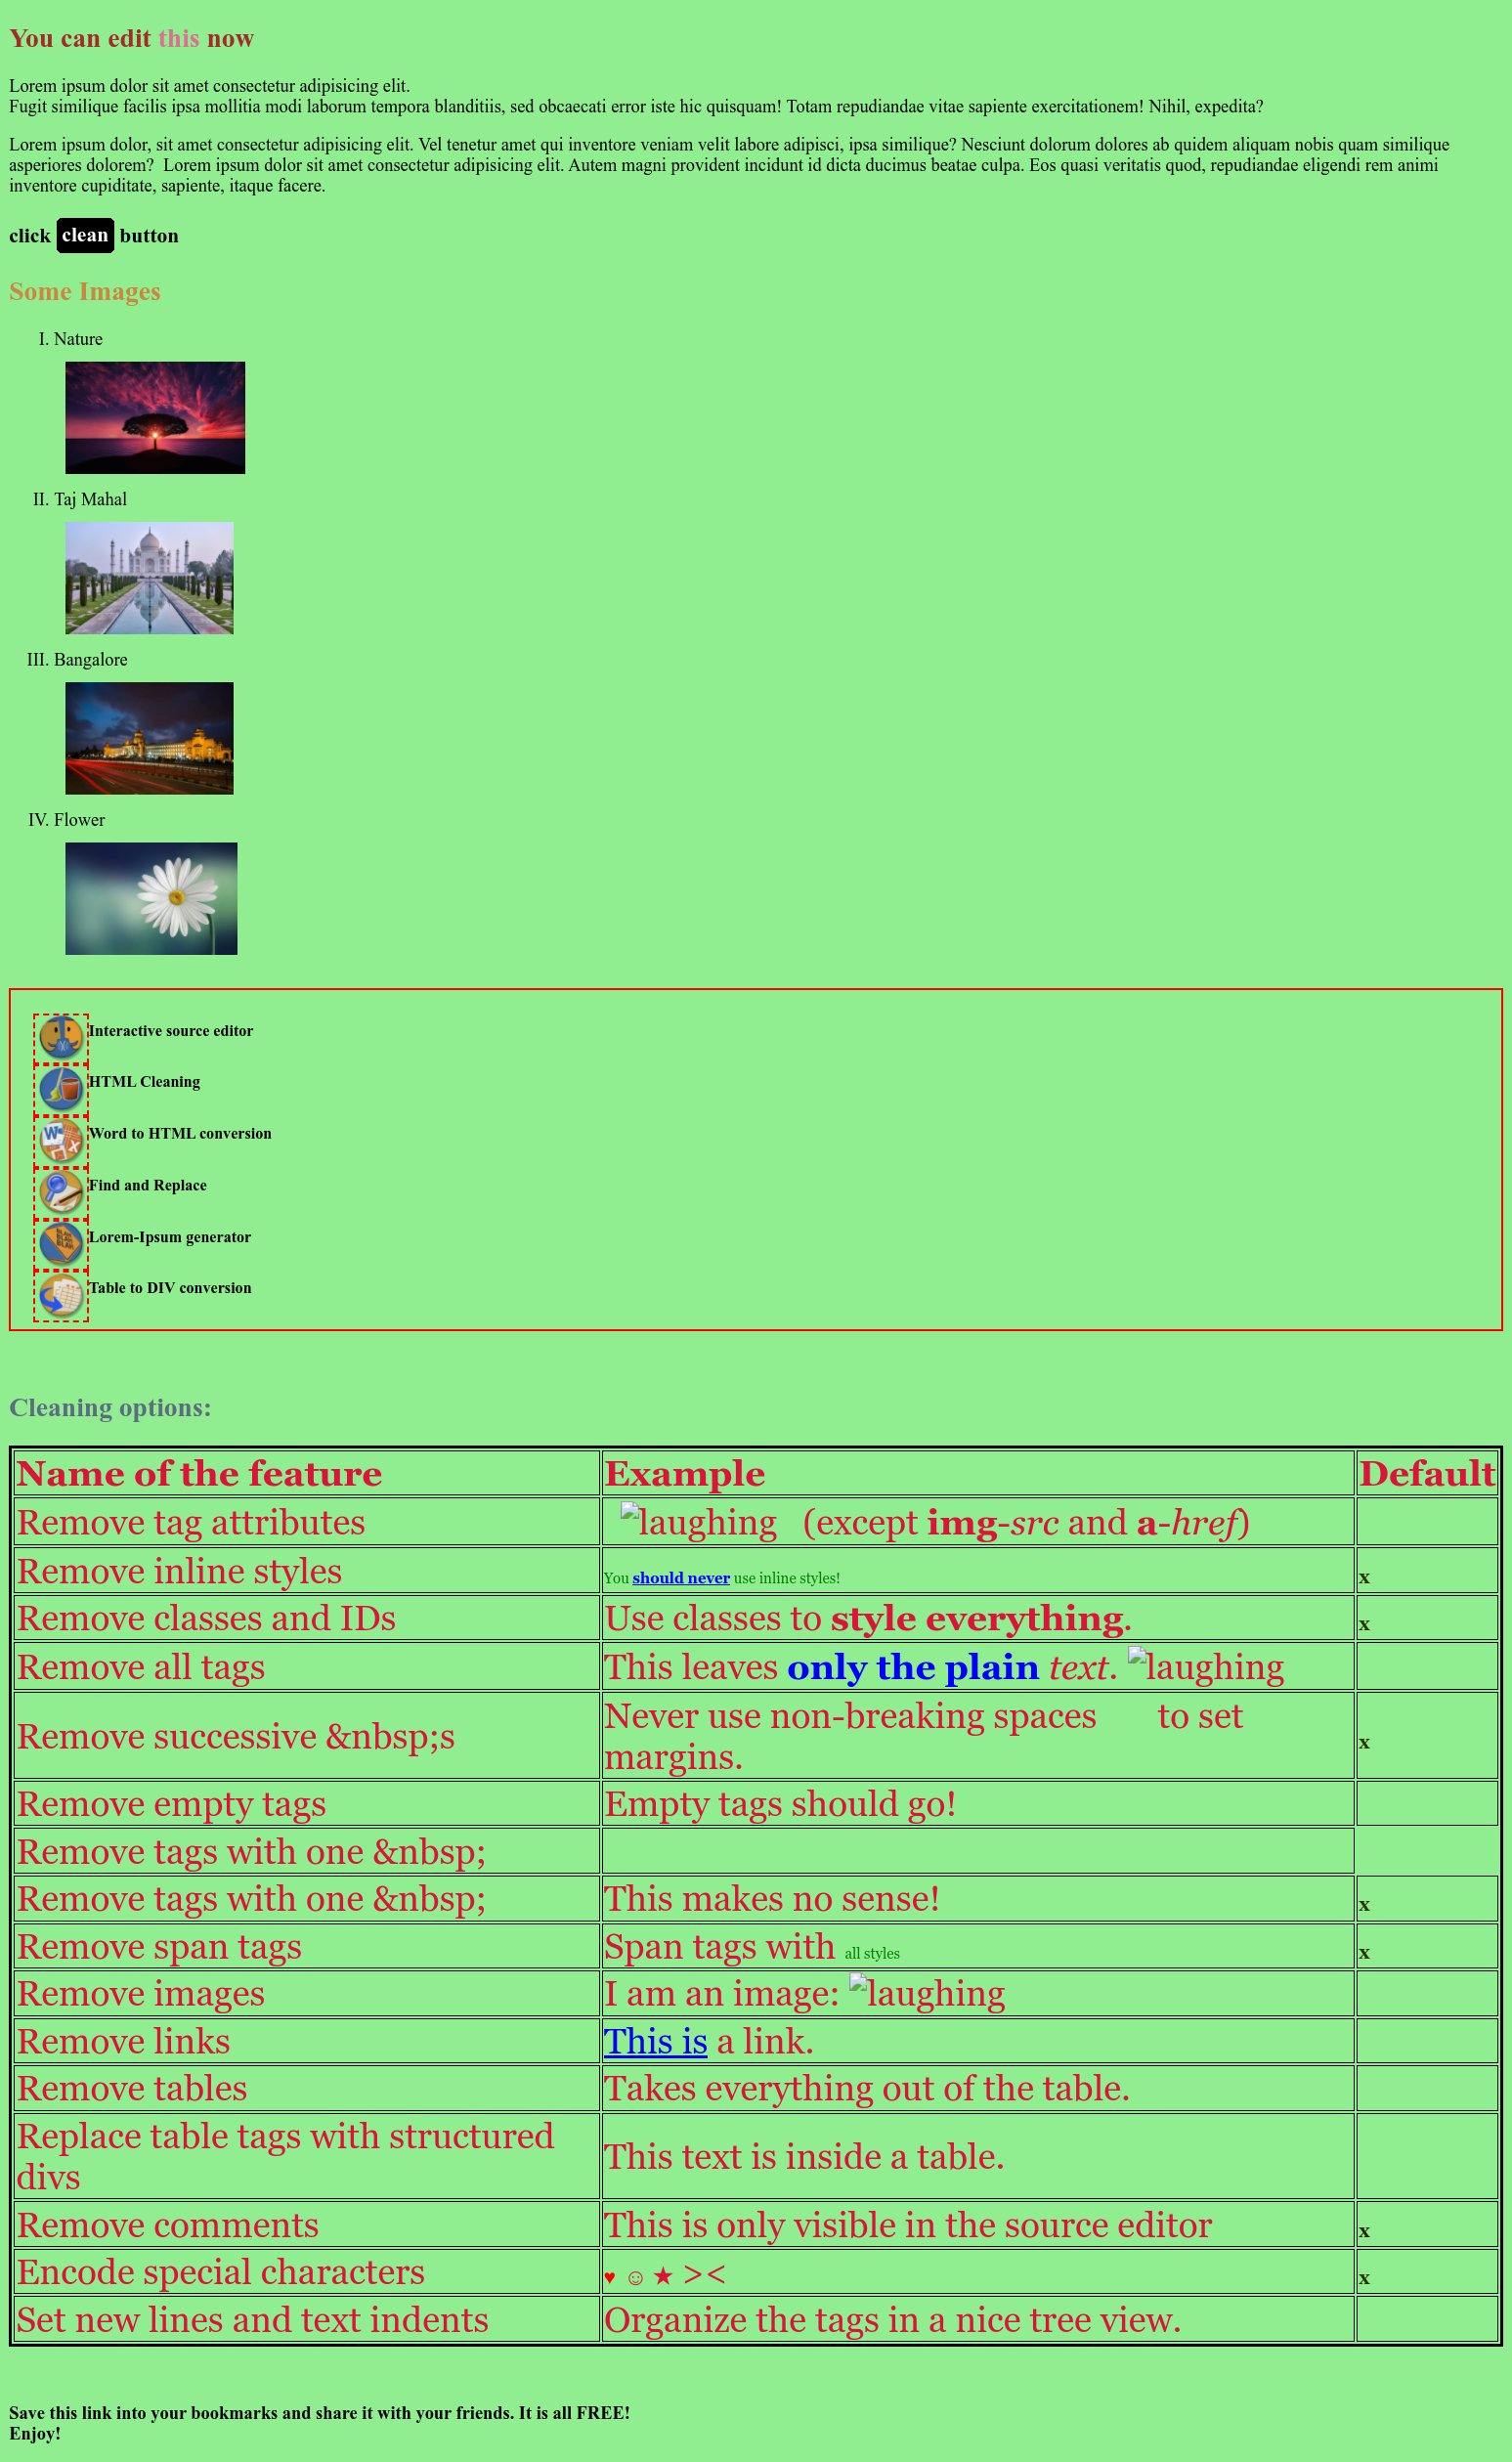 You can edit this now
Lorem ipsum dolor sit amet consectetur adipisicing elit.
Fugit similique facilis ipsa mollitia modi laborum tempora blanditiis, sed obcaecati error iste hic quisquam! Totam repudiandae vitae sapiente exercitationem! Nihil, expedita?
Lorem ipsum dolor, sit amet consectetur adipisicing elit. Vel tenetur amet qui inventore veniam velit labore adipisci, ipsa similique? Nesciunt dolorum dolores ab quidem aliquam nobis quam similique
asperiores dolorem?  Lorem ipsum dolor sit amet consectetur adipisicing elit. Autem magni provident incidunt id dicta ducimus beatae culpa. Eos quasi veritatis quod, repudiandae eligendi rem animi
inventore cupiditate, sapiente, itaque facere.
click clean button
Some Images
I. Nature
II. Taj Mahal
III. Bangalore
IV. Flower
Interactive source editor
HTML Cleaning
Word to HTML conversion
Find and Replace
Lorem-Ipsum generator
Table to DIV conversion
Cleaning options:
Name of the feature Example Default
Remove tag attributes laughing (except img-src and a-href)
Remove inline styles You should never use inline styles! x
Remove classes and IDs Use classes to style everything. x
Remove all tags This leaves only the plain text. laughing
Remove successive &nbsp;s Never use non-breaking spaces to set
margins. x
Remove empty tags Empty tags should go!
Remove tags with one &nbsp;
Remove tags with one &nbsp; This makes no sense! x
Remove span tags Span tags with all styles x
Remove images I am an image: laughing
Remove links This is a link.
Remove tables Takes everything out of the table.
Replace table tags with structured
divs This text is inside a table.
Remove comments This is only visible in the source editor x
Encode special characters ♥ ☺ ★ >< x
Set new lines and text indents Organize the tags in a nice tree view.
Save this link into your bookmarks and share it with your friends. It is all FREE!
Enjoy!